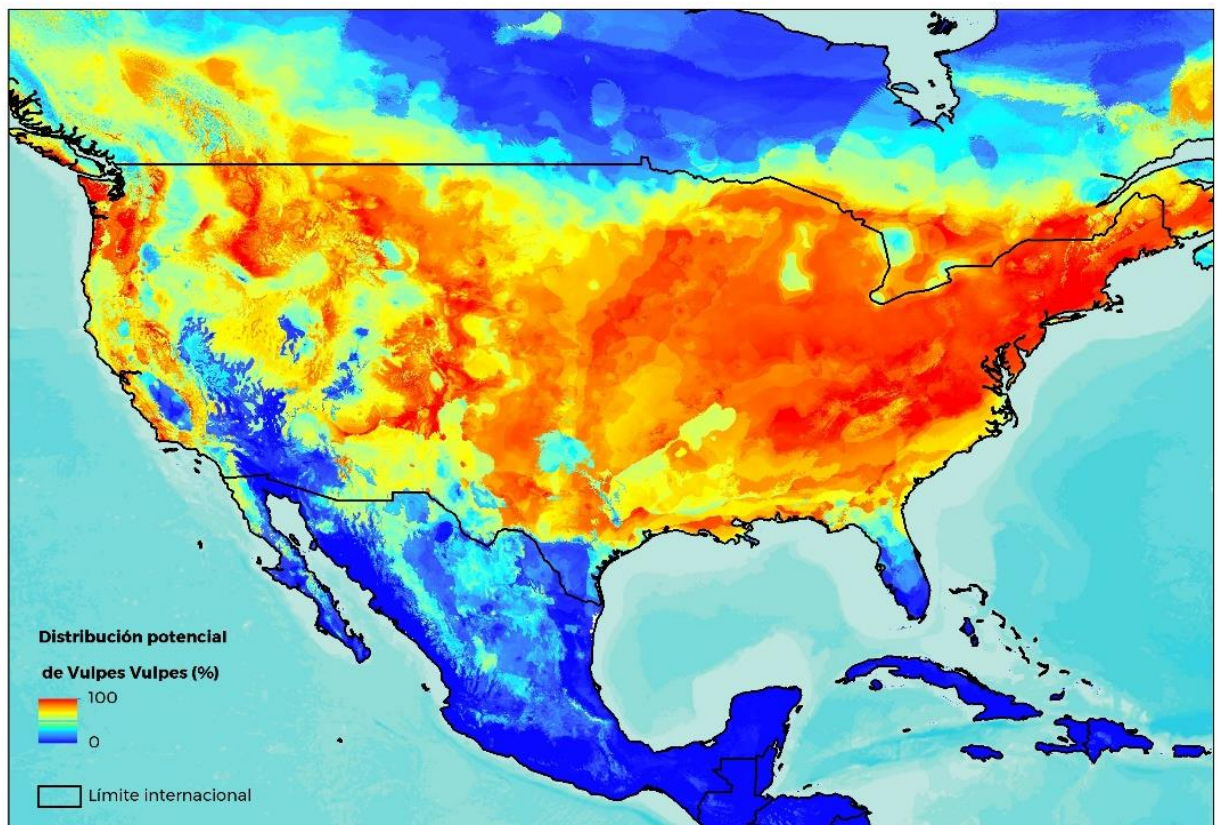 Distribución potencial
de Vulpes Vulpes (%)
100
0
Límite internacional